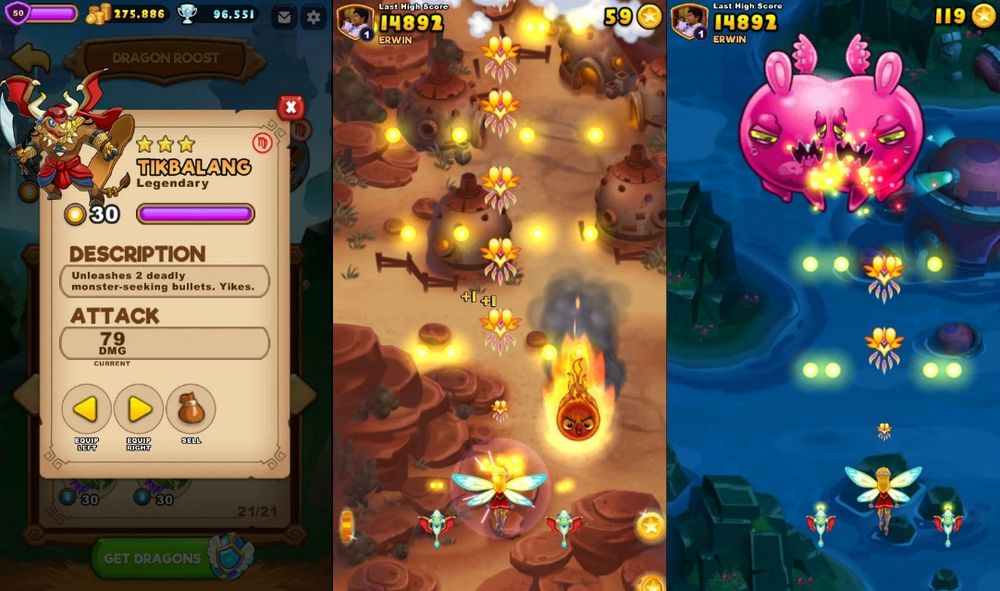 50
275.886
96,551
DRAGON ROOST
TIKBALANG
Legendary
30
DESCRIPTION
Unleashes 2 deadly
monster-seeking bullets. Yikes.
ATTACK
79
DMG
CURRENT
EQUIP
LEFT
EQUIP
RIGHT
SELL
30
30
21/21
GET DRAGONS
Last High Score
14892
1
ERWIN
59
+1
+1
Last High Score
14892
1
ERWIN
119